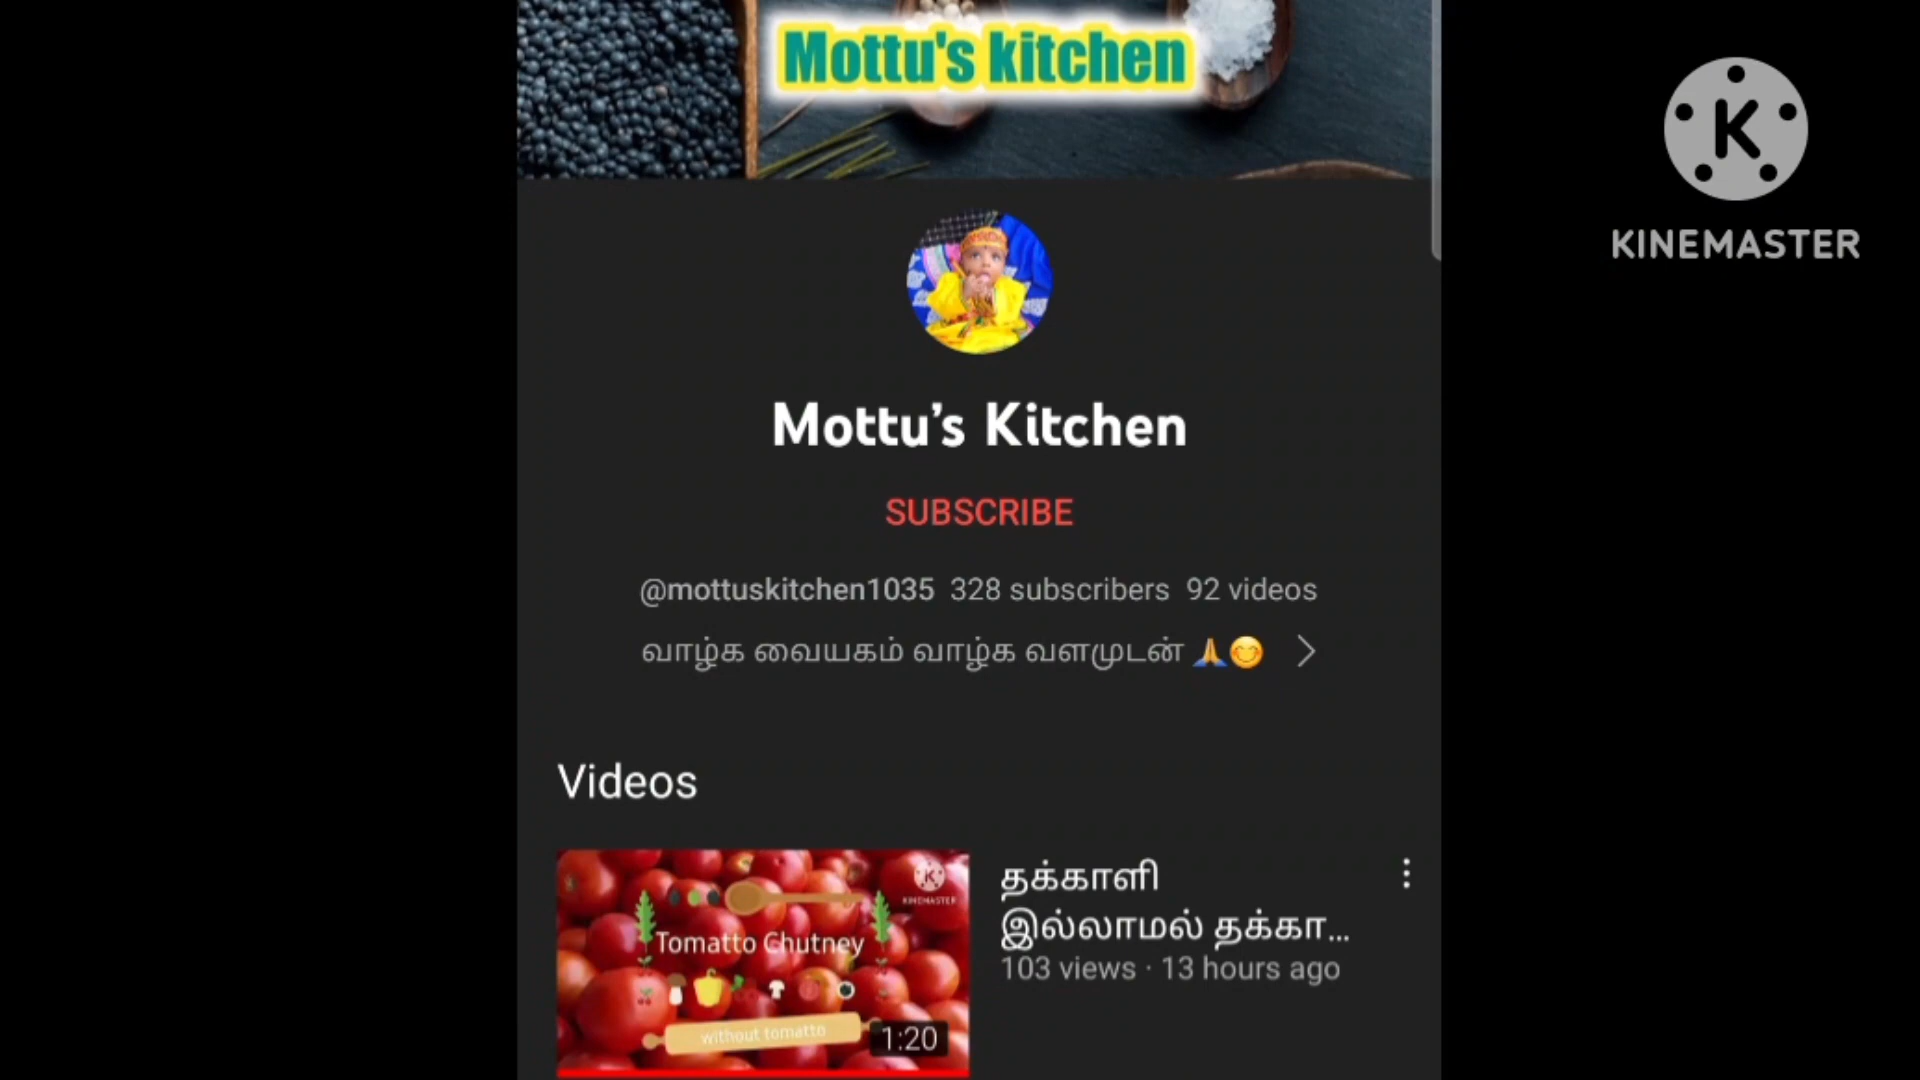 Mottu's kitchen
K
KINEMASTER
Mottu’s Kitchen
SUBSCRIBE
@mottuskitchen1035 328 subscribers 92 videos
வாழ்க வையகம் வாழ்க வளமுடன் 🙏😊
Videos
K
KINEMASTER
Tomatto Chutney
without tomatto
1:20
தக்காளி
இல்லாமல் தக்கா...
103 views · 13 hours ago